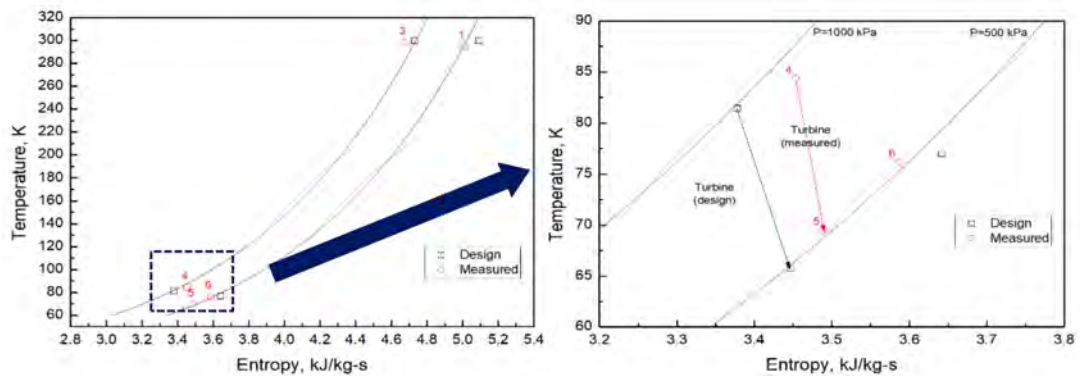 320
300
280
260
240
220
200
180
160
140
120
100
80
60
Temperature, K
2.8 3.0 3.2 3.4 3.6 3.8 4.0 4.2 4.4 4.6 4.8 5.0 5.2 5.4
Entropy, kJ/kg-s
3
1
4
5
6
Design
Measured
90
85
80
75
70
65
60
Temperature, K
3.2 3.3 3.4 3.5 3.6 3.7 3.8
Entropy, kJ/kg-s
P=1000 kPa
P=500 kPa
4
Turbine
(measured)
Turbine
(design)
6
5
Design
Measured